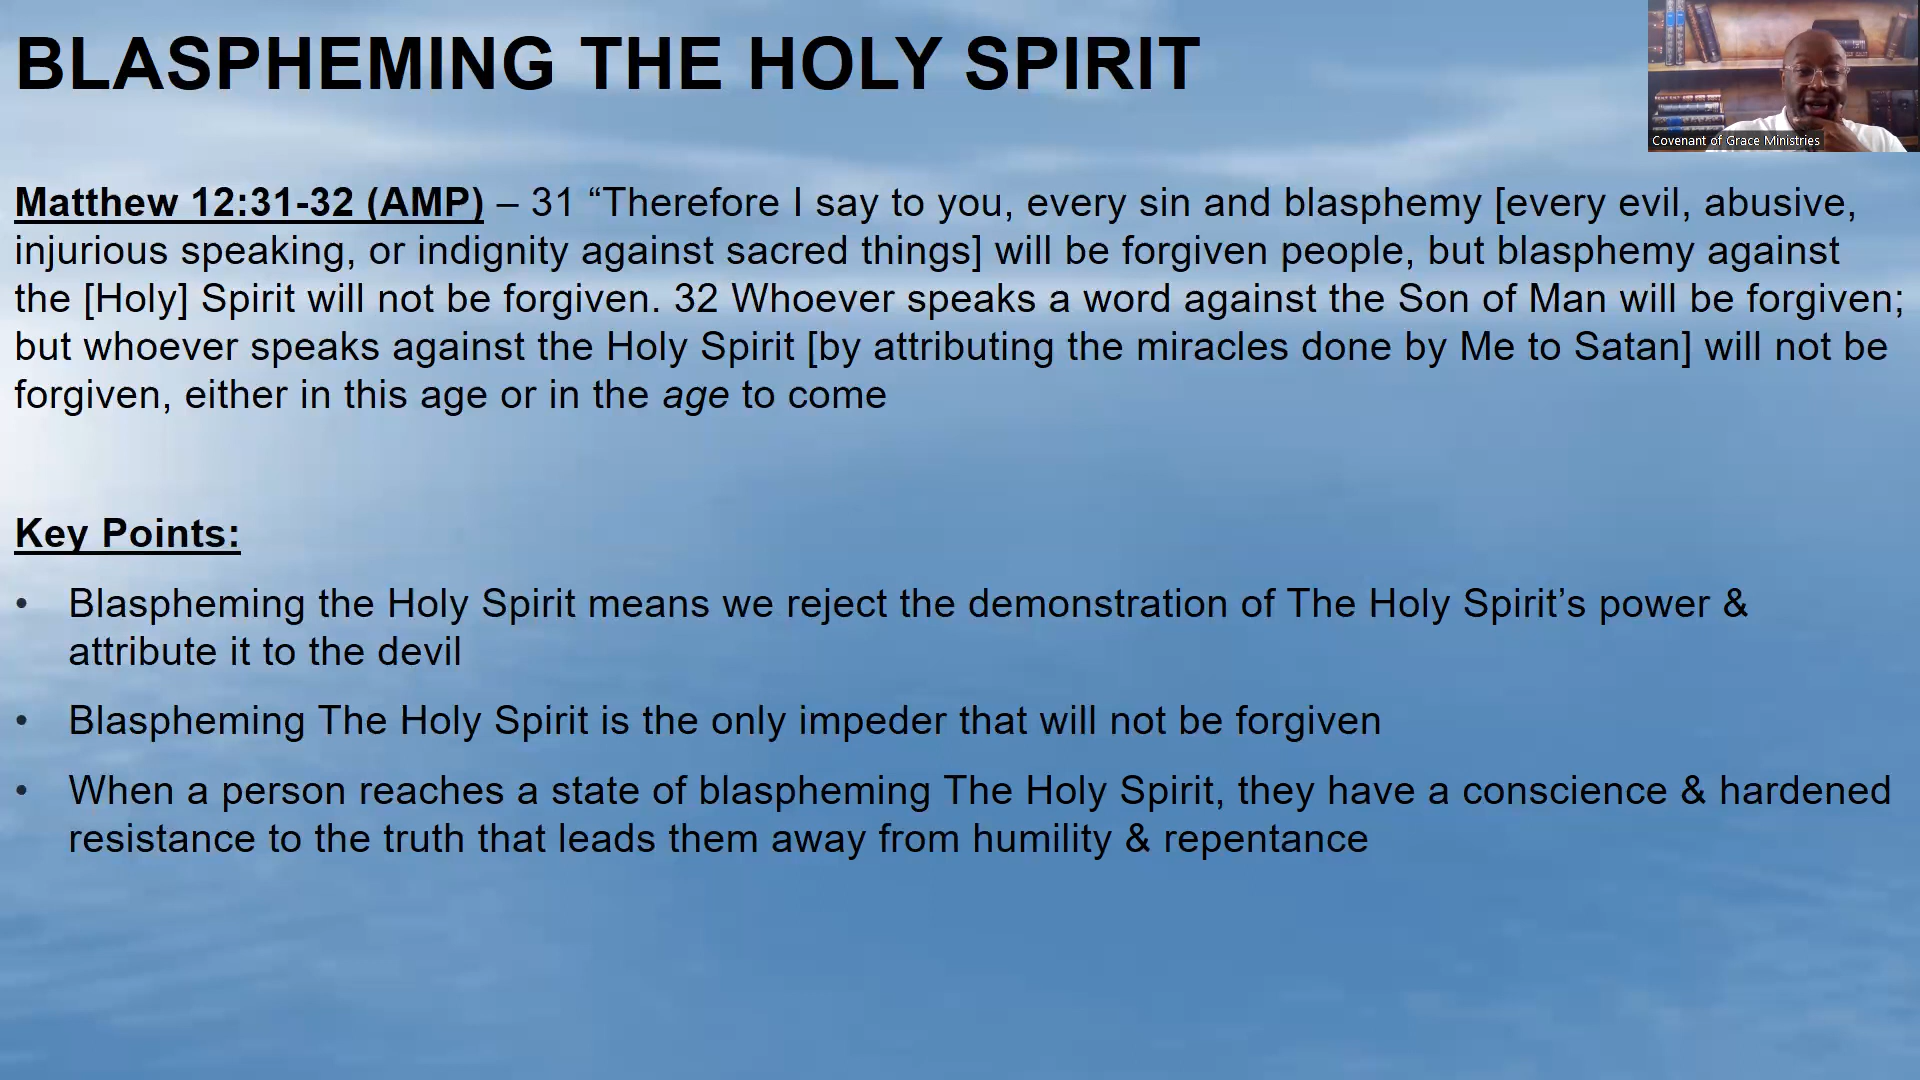 BLASPHEMING THE HOLY SPIRIT
Covenant of Grace Ministries
Matthew 12:31-32 (AMP) – 31 “Therefore I say to you, every sin and blasphemy [every evil, abusive,
injurious speaking, or indignity against sacred things] will be forgiven people, but blasphemy against
the [Holy] Spirit will not be forgiven. 32 Whoever speaks a word against the Son of Man will be forgiven;
but whoever speaks against the Holy Spirit [by attributing the miracles done by Me to Satan] will not be
forgiven, either in this age or in the age to come
Key Points:
• Blaspheming the Holy Spirit means we reject the demonstration of The Holy Spirit’s power &
attribute it to the devil
• Blaspheming The Holy Spirit is the only impeder that will not be forgiven
• When a person reaches a state of blaspheming The Holy Spirit, they have a conscience & hardened
resistance to the truth that leads them away from humility & repentance